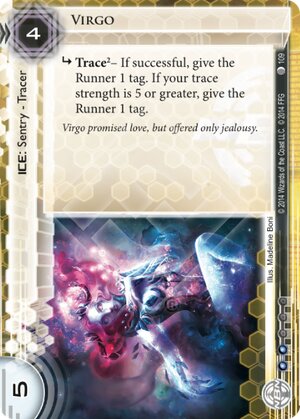 4
VIRGO
Trace²– If successful, give the
Runner 1 tag. If your trace
strength is 5 or greater, give the
Runner 1 tag.
Virgo promised love, but offered only jealousy.
ICE: Sentry - Tracer
5
Illus. Madeline Boni
© 2014 Wizards of the Coast LLC. © 2014 FFG
109